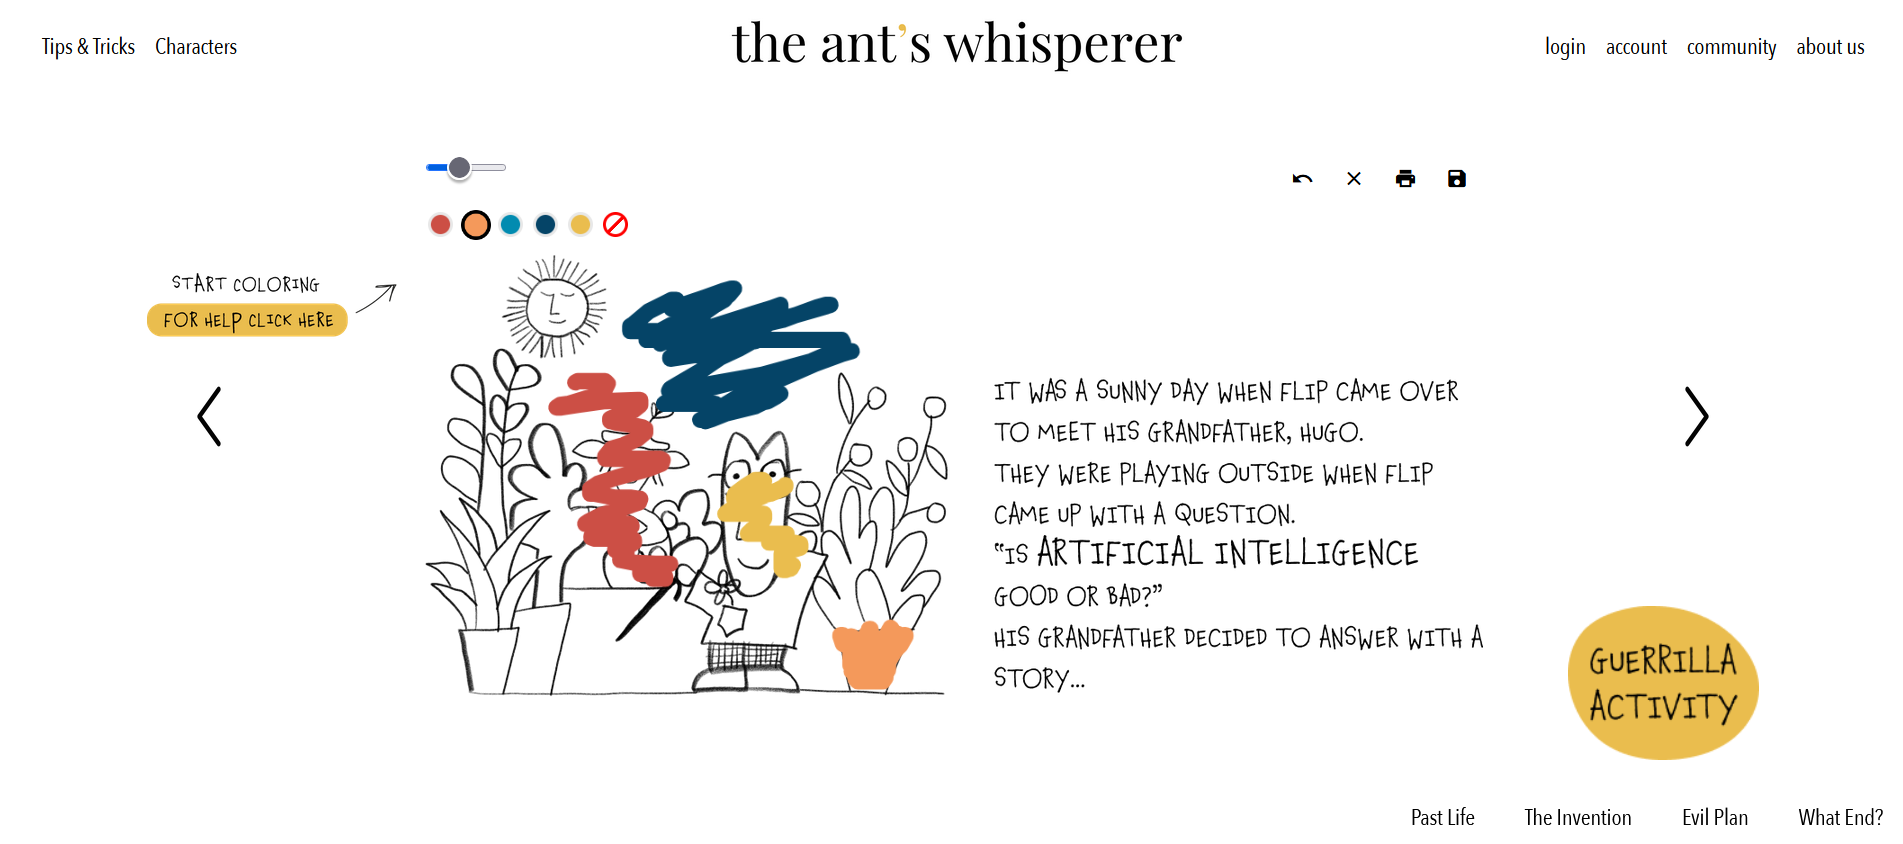 Tips & Tricks Characters
the ant's whisperer
login account community about us
START COLORING
FOR HELP CLICK HERE
IT WAS A SUNNY DAY WHEN FLIP CAME OVER
TO MEET HIS GRANDFATHER, HUGO.
THEY WERE PLAYING OUTSIDE WHEN FLIP
CAME UP WITH A QUESTION.
“IS ARTIFICIAL INTELLIGENCE
GOOD OR BAD?”
HIS GRANDFATHER DECIDED TO ANSWER WITH A
STORY...
GUERRILLA
ACTIVITY
Past Life The Invention Evil Plan What End?